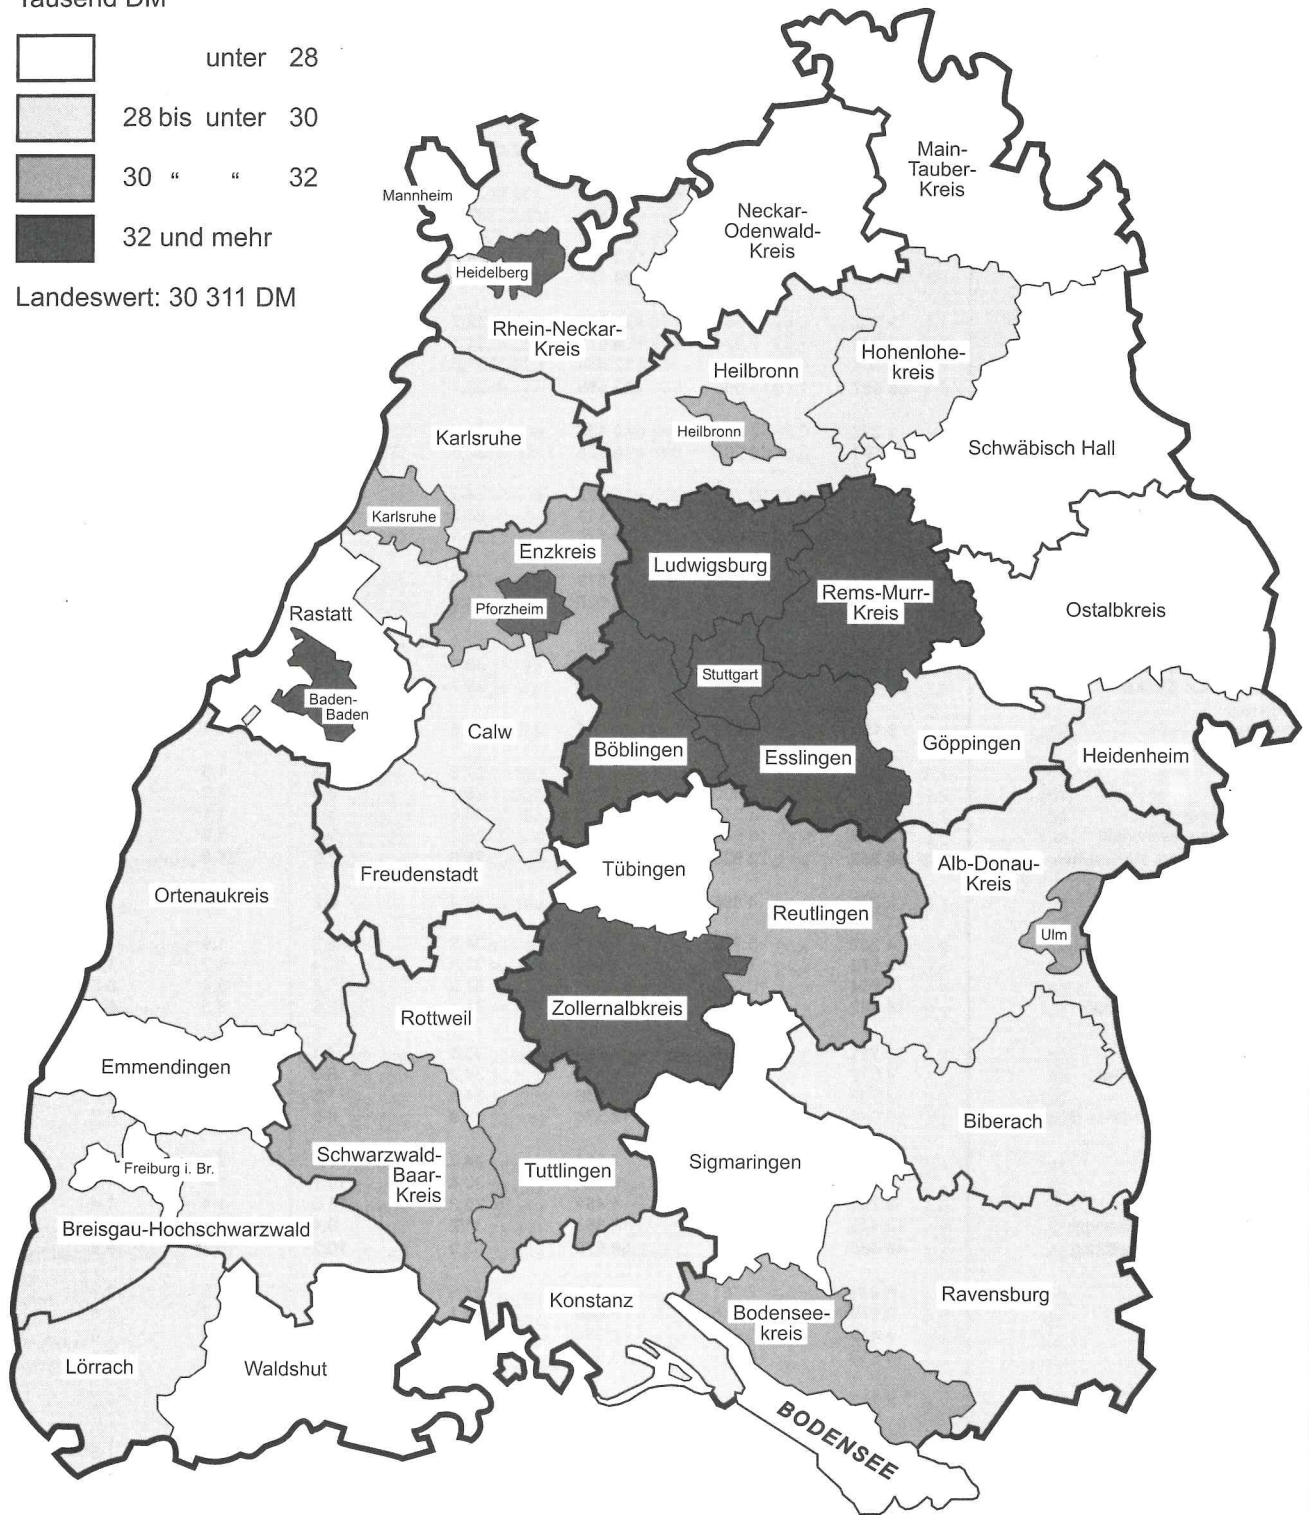 Tausend DM
unter 28
28 bis unter 30
30 “ “ 32
32 und mehr
Landeswert: 30 311 DM
Main-
Tauber-
Kreis
Mannheim
Neckar-
Odenwald-
Kreis
Heidelberg
Rhein-Neckar-
Kreis
Hohenlohe-
kreis
Heilbronn
Heilbronn
Karlsruhe
Schwäbisch Hall
Karlsruhe
Enzkreis
Ludwigsburg
Rems-Murr-
Kreis
Pforzheim
Ostalbkreis
Rastatt
Stuttgart
Baden-
Baden
Calw
Böblingen
Esslingen
Göppingen
Heidenheim
Tübingen
Alb-Donau-
Kreis
Freudenstadt
Ortenaukreis
Reutlingen
Ulm
Zollernalbkreis
Rottweil
Emmendingen
Biberach
Schwarzwald-
Baar-
Kreis
Tuttlingen
Sigmaringen
Freiburg i. Br.
Breisgau-Hochschwarzwald
Ravensburg
Konstanz
Bodensee-
kreis
Lörrach
Waldshut
BODENSEE